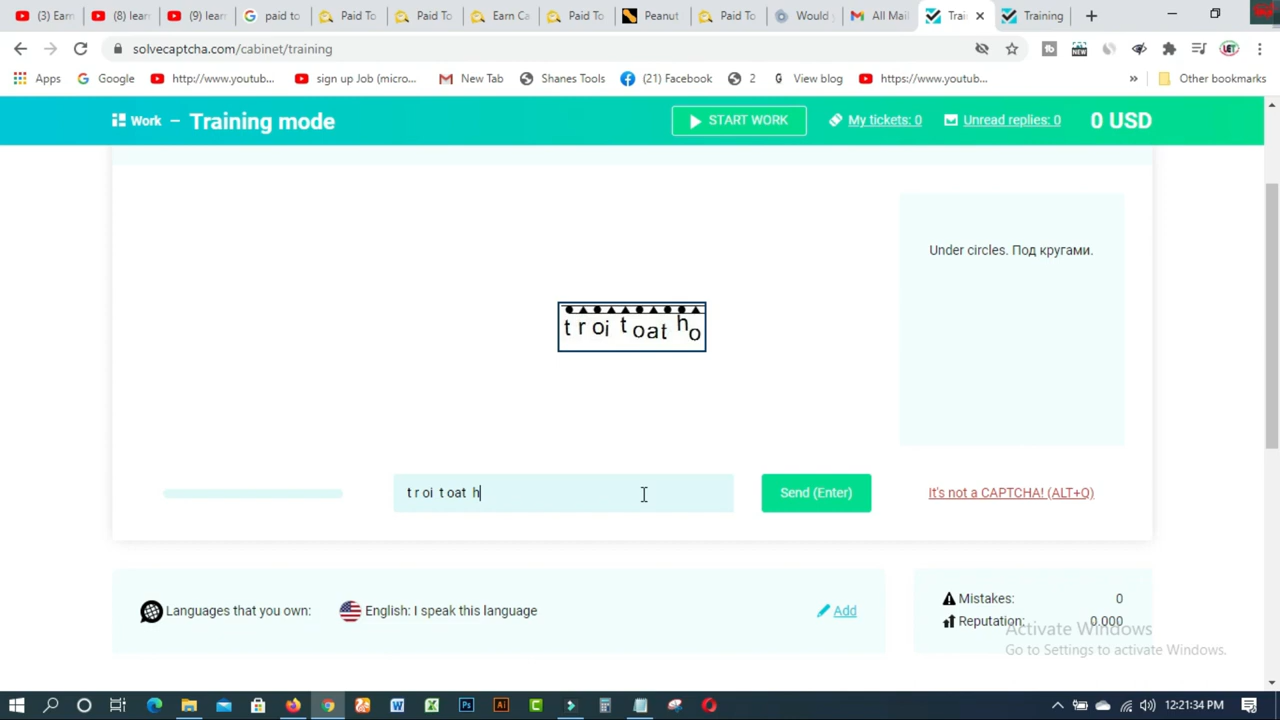 (3) Earn
(8) lear
(9) lear
paid to
Paid To
Paid To
Earn Ca
Paid To
Peanut
Paid To
Would
All Mail
Trai
Training
solvecaptcha.com/cabinet/training
Apps
Google
http://www.youtub...
sign up Job (micro...
New Tab
Shanes Tools
(21) Facebook
2
View blog
https://www.youtub...
»
Other bookmarks
Work – Training mode
START WORK
My tickets: 0
Unread replies: 0
0 USD
Under circles. Под кругами.
t r oi t oat h o
t r oi t oat h
Send (Enter)
It's not a CAPTCHA! (ALT+Q)
Languages that you own:
English: I speak this language
Add
Mistakes: 0
Reputation: 0.000
Activate Windows
Go to Settings to activate Windows.
12:21:34 PM